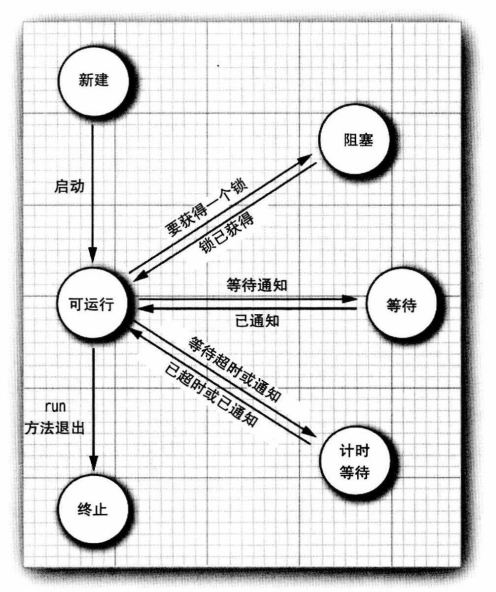 新建
阻塞
启动
要获得一个锁
锁已获得
等待通知
可运行
等待
已通知
等待超时或通知
已超时或已通知
run
方法退出
计时
等待
终止